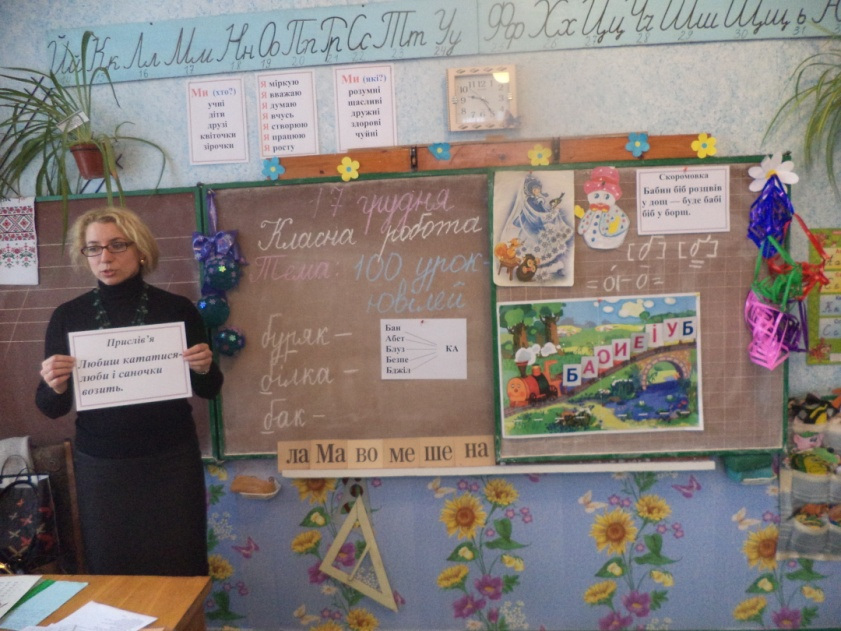 Йй Кк Лл Мм Нн Оо Пп Рр Сс Тт Уу
Фф Хх Цц Чч Шш Щщ ь
Ми (хто?)
учні
діти
друзі
квіточки
зірочки
Я міркую
Я вважаю
Я думаю
Я вчусь
Я створюю
Я працюю
Я росту
Ми (які?)
розумні
щасливі
дружні
здорові
чуйні
17 грудня
Класна робота
Тема: 100 урок-
ювілей
буряк –
білка –
бак –
Бан
Абет
Блуз
Безпе
Бджіл
КА
Скоромовка
Бабин біб розцвів
у дощ — буде бабі
біб у борщ.
[б] [б']
БАОИЕІУБ
Прислів'я
Любиш кататися-
люби і саночки
возить.
ла Ма во ме ше на